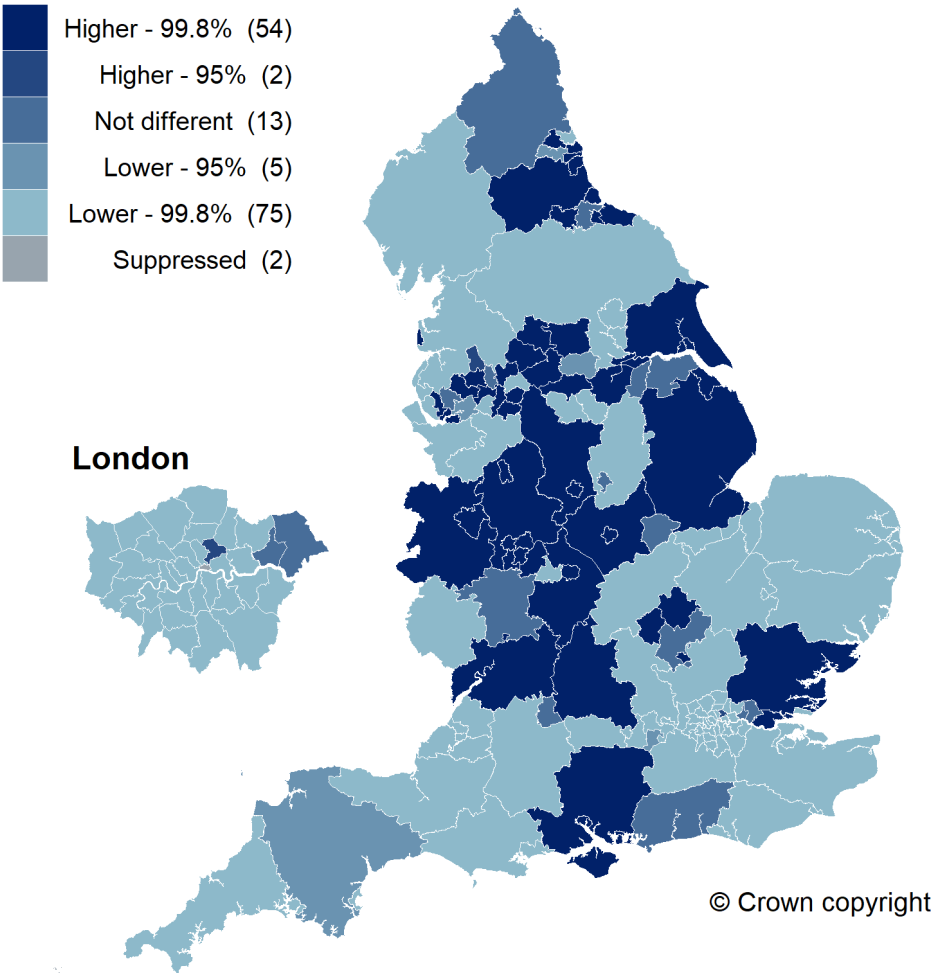 Higher - 99.8% (54)
Higher - 95% (2)
Not different (13)
Lower - 95% (5)
Lower - 99.8% (75)
Suppressed (2)
London
© Crown copyright